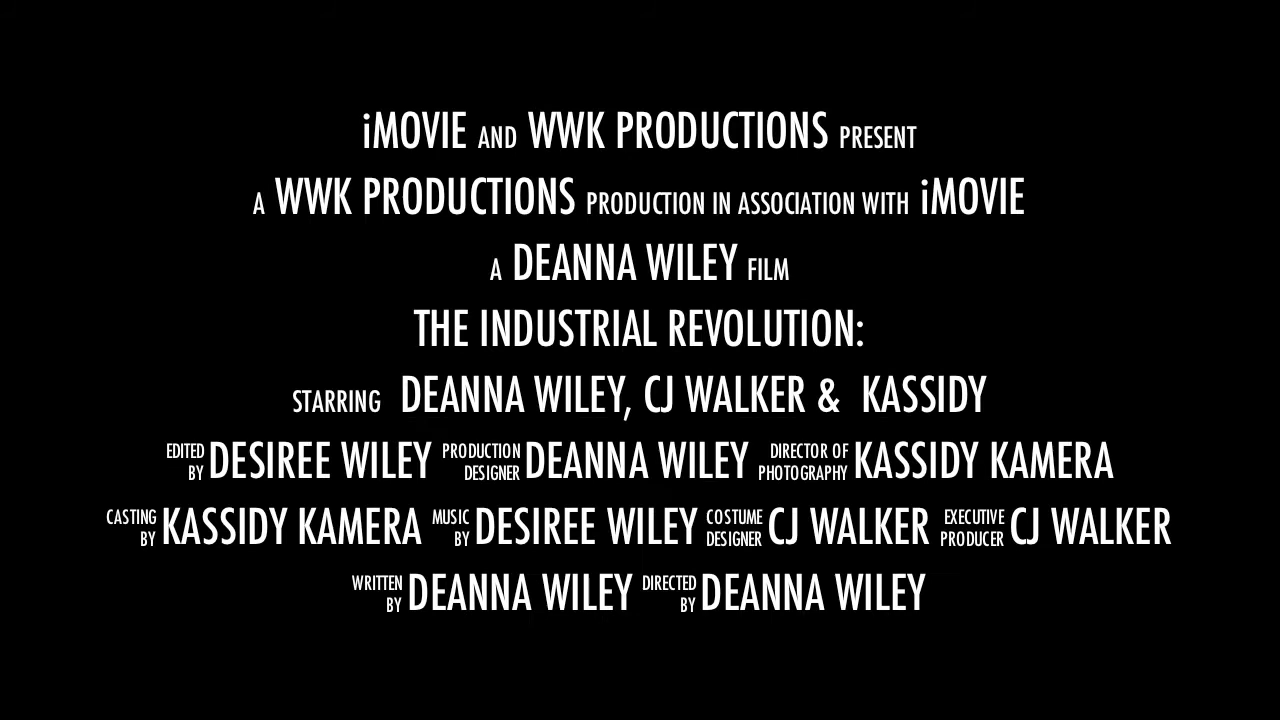 iMOVIE AND WWK PRODUCTIONS PRESENT
A WWK PRODUCTIONS PRODUCTION IN ASSOCIATION WITH iMOVIE
A DEANNA WILEY FILM
THE INDUSTRIAL REVOLUTION:
STARRING DEANNA WILEY, CJ WALKER & KASSIDY
EDITED BY DESIREE WILEY PRODUCTION DESIGNER DEANNA WILEY DIRECTOR OF PHOTOGRAPHY KASSIDY KAMERA
CASTING BY KASSIDY KAMERA MUSIC BY DESIREE WILEY COSTUME DESIGNER CJ WALKER EXECUTIVE PRODUCER CJ WALKER
WRITTEN BY DEANNA WILEY DIRECTED BY DEANNA WILEY